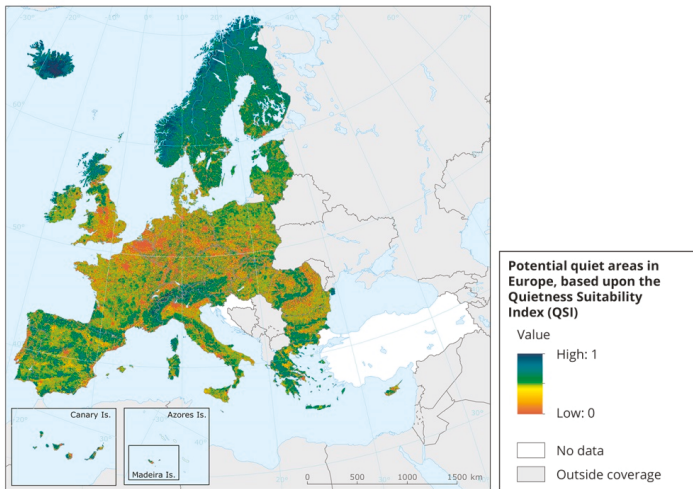 Potential quiet areas in
Europe, based upon the
Quietness Suitability
Index (QSI)
Value
High: 1
Low: 0
No data
Outside coverage
Canary Is.
Azores Is.
Madeira Is.
0 500 1000 1500 km